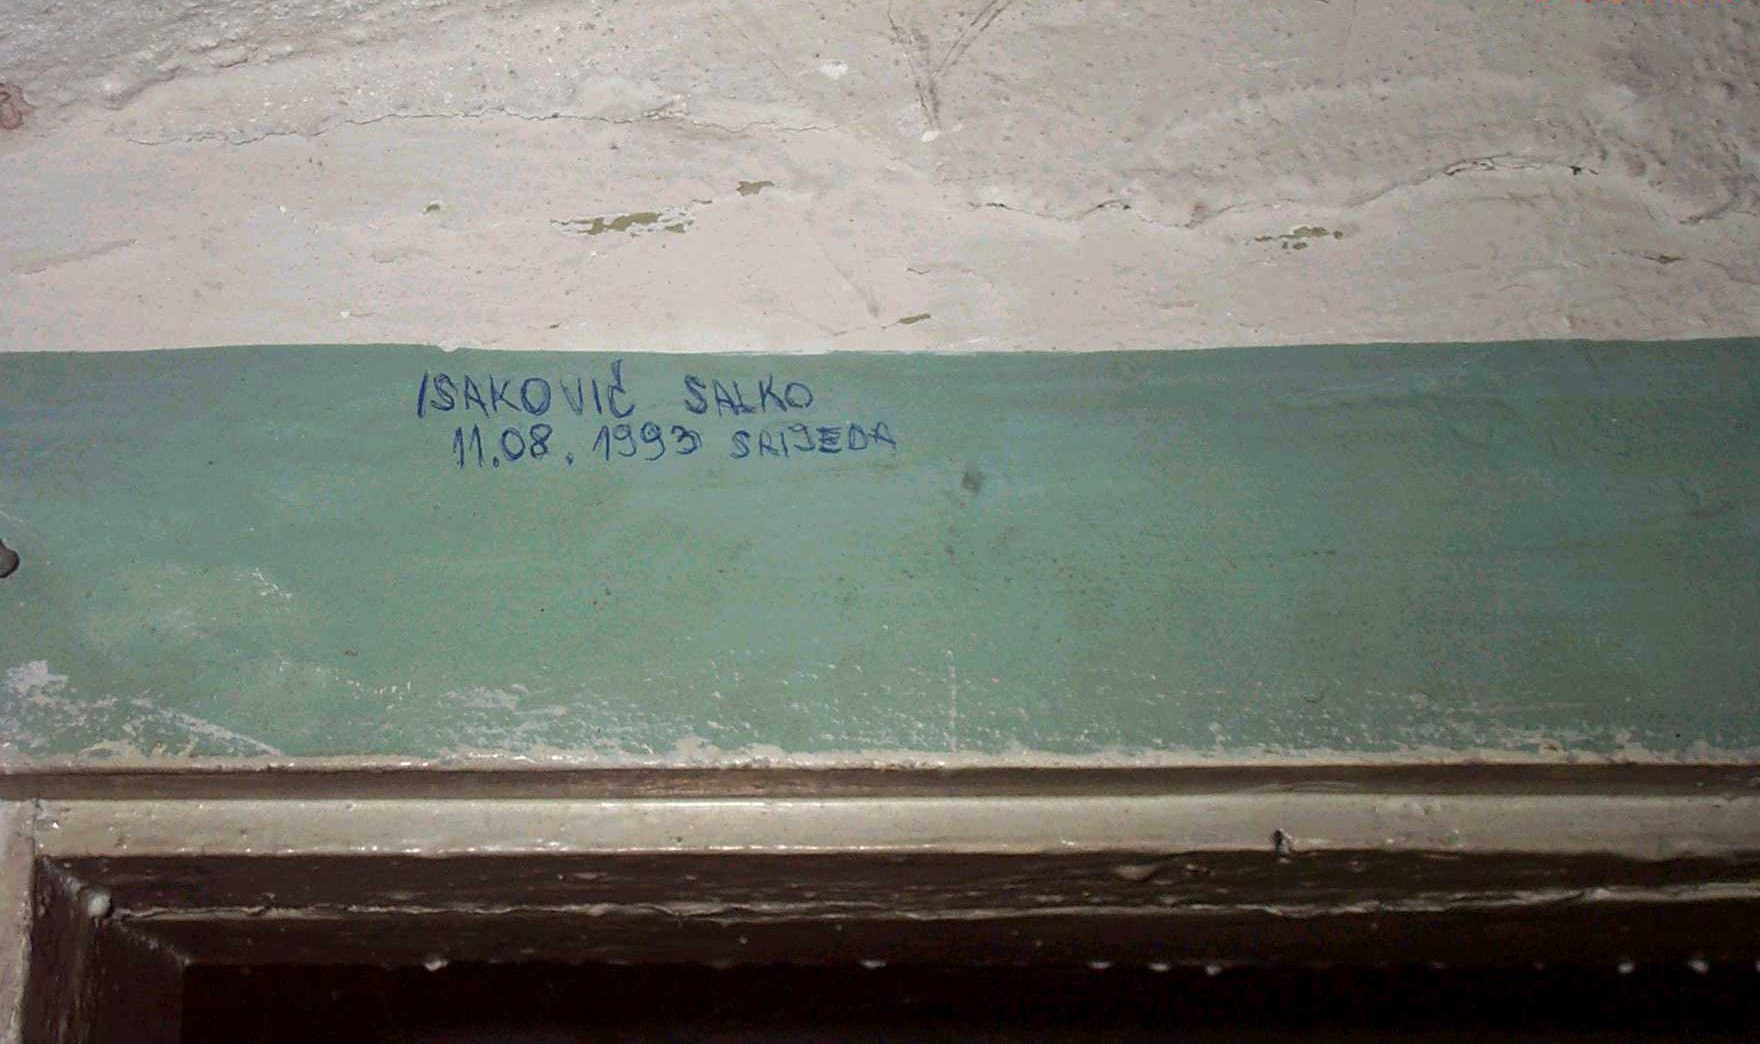 ISAKOVIĆ SALKO
11.08.1993 SRIJEDA